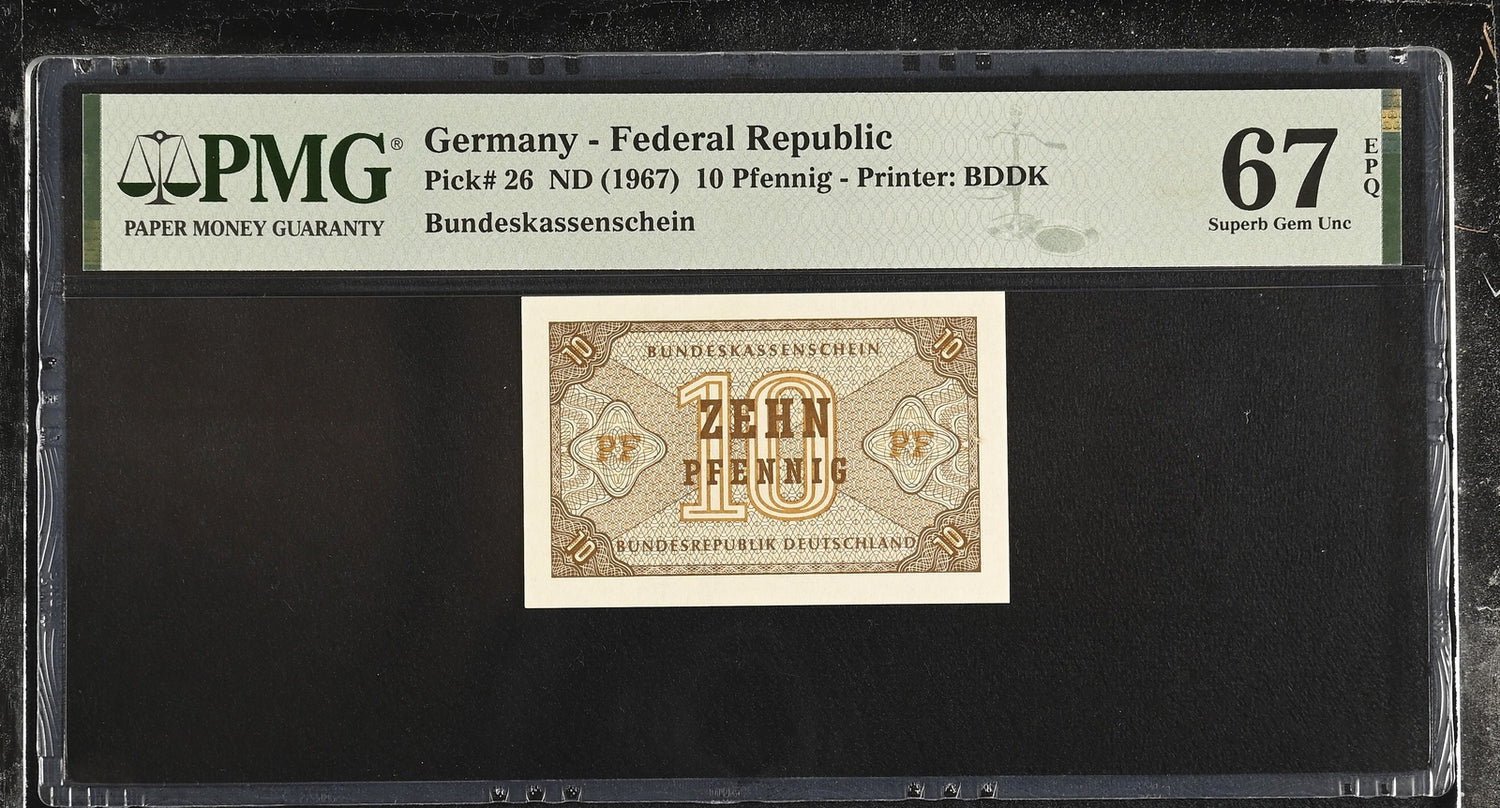 PMG®
PAPER MONEY GUARANTY
Germany - Federal Republic
Pick# 26 ND (1967) 10 Pfennig - Printer: BDDK
Bundeskassenschein
67
EPQ
Superb Gem Unc
10
10
BUNDESKASSENSCHEIN
10
ZEHN
PFENNIG
PF
PF
BUNDESREPUBLIK DEUTSCHLAND
10
10